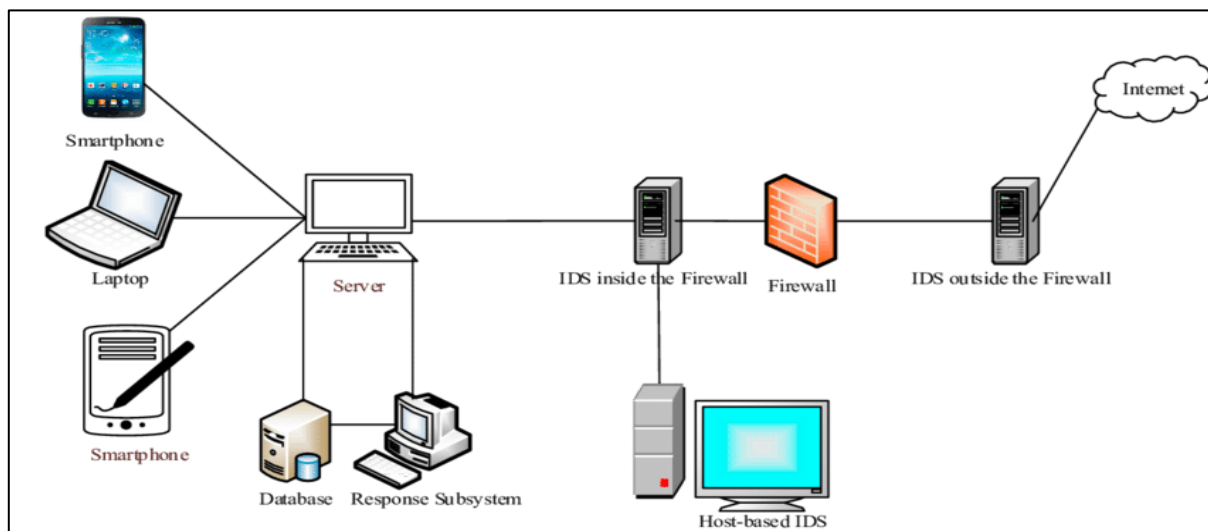 Smartphone
Internet
Laptop
Server
IDS inside the Firewall
Firewall
IDS outside the Firewall
Smartphone
Database
Response Subsystem
Host-based IDS